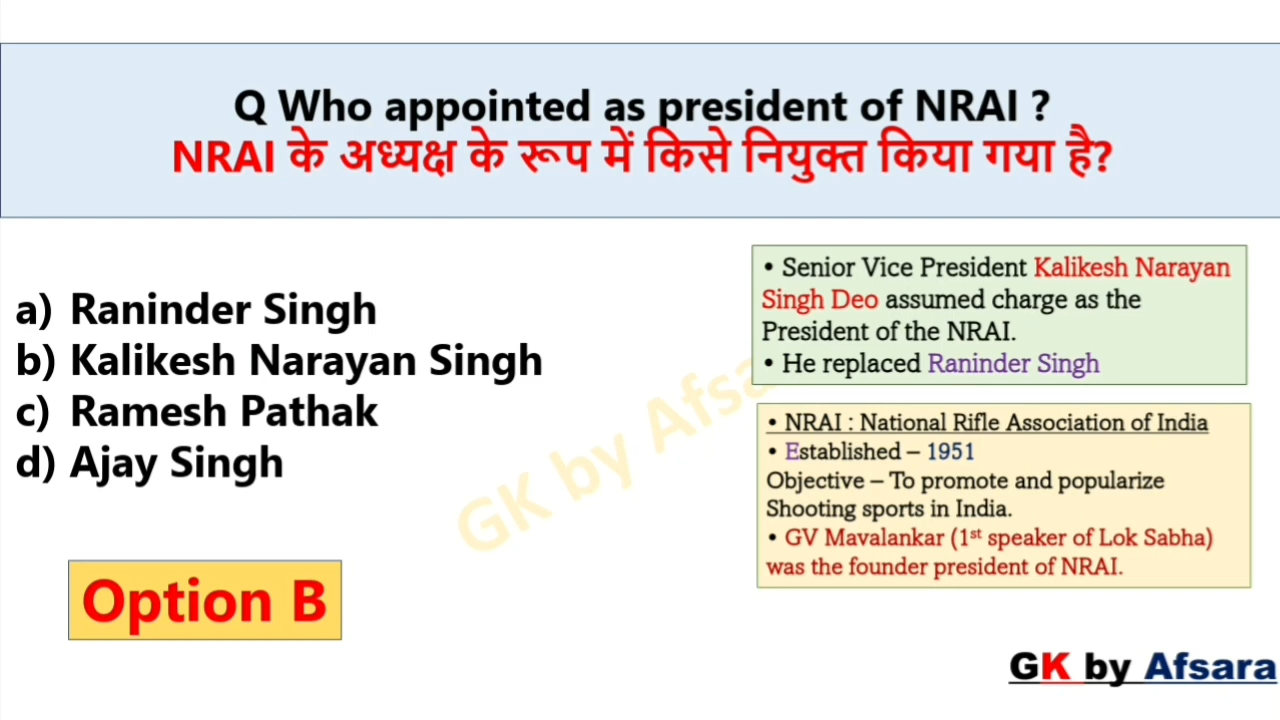 Q Who appointed as president of NRAI ?
NRAI के अध्यक्ष के रूप में किसे नियुक्त किया गया है?
a) Raninder Singh
b) Kalikesh Narayan Singh
c) Ramesh Pathak
d) Ajay Singh
Option B
• Senior Vice President Kalikesh Narayan
Singh Deo assumed charge as the
President of the NRAI.
• He replaced Raninder Singh
• NRAI : National Rifle Association of India
• Established – 1951
Objective – To promote and popularize
Shooting sports in India.
• GV Mavalankar (1st speaker of Lok Sabha)
was the founder president of NRAI.
GK by Afsa
GK by Afsara